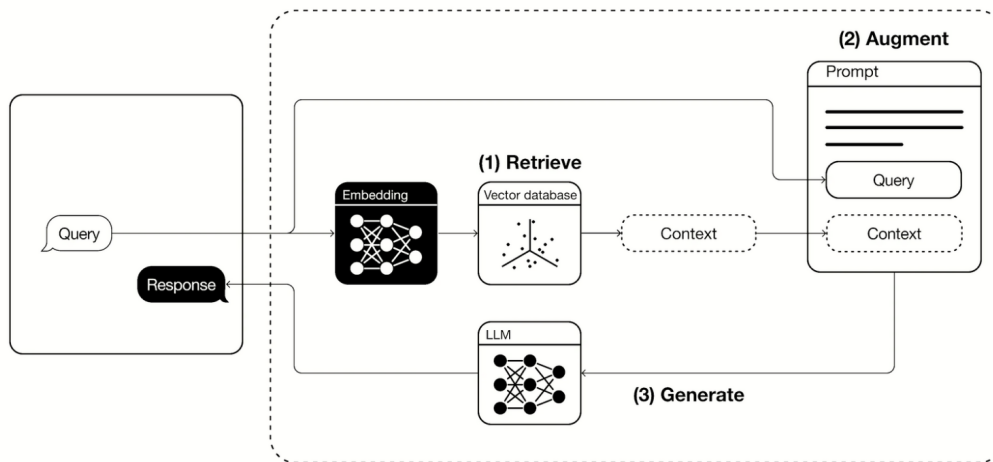 (2) Augment
Prompt
(1) Retrieve
Query
Embedding
Vector database
Query
Context
Context
Response
LLM
(3) Generate